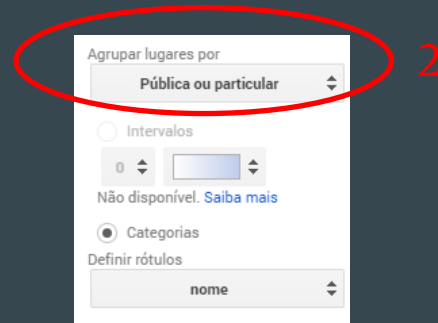 Agrupar lugares por
Pública ou particular
2
Intervalos
0
Não disponível. Saiba mais
Categorias
Definir rótulos
nome